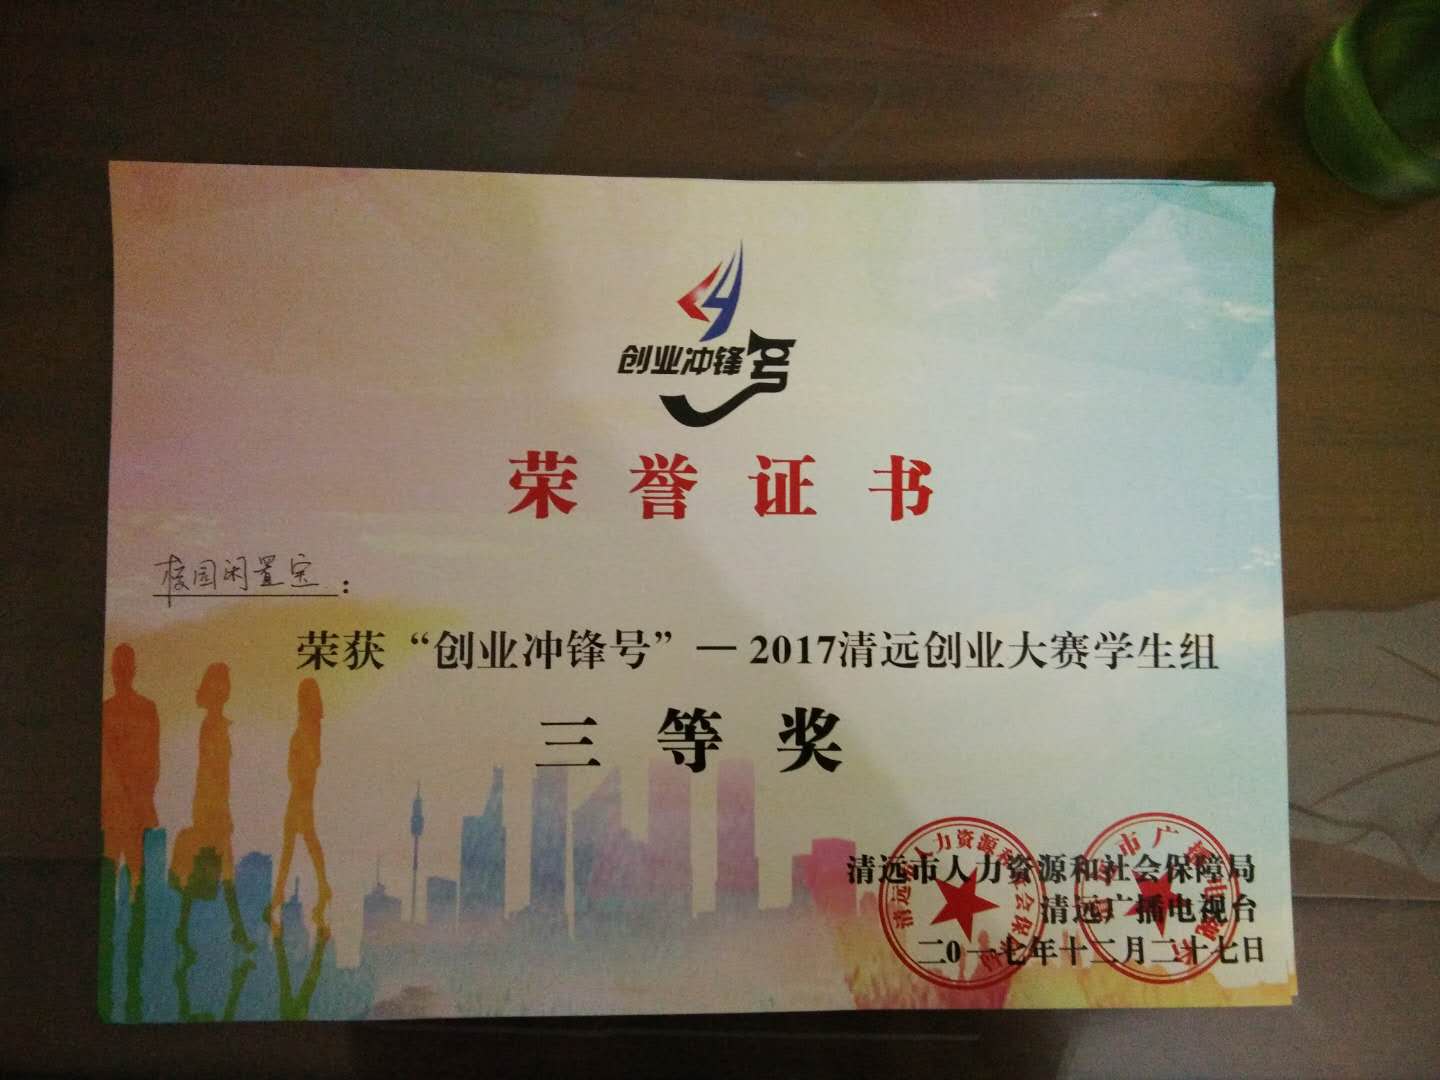 创业冲锋号
荣誉证书
校园闲置宝：
荣获“创业冲锋号”—2017清远创业大赛学生组
三等奖
清远市人力资源和社会保障局
清远广播电视台
二0一七年十二月二十七日